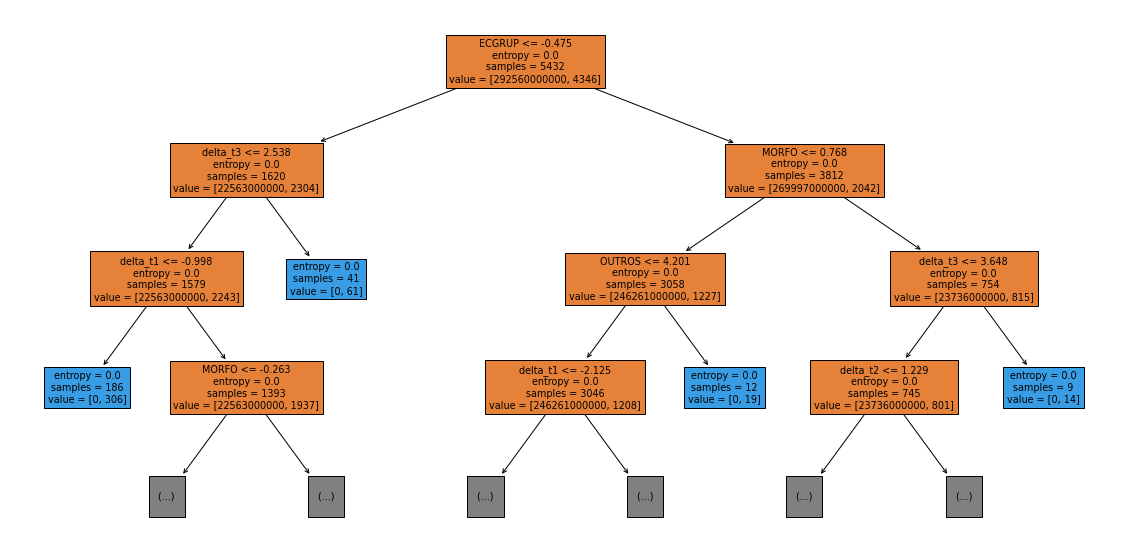 ECGRUP <= -0.475
entropy = 0.0
samples = 5432
value = [292560000000, 4346]
delta_t3 <= 2.538
entropy = 0.0
samples = 1620
value = [22563000000, 2304]
MORFO <= 0.768
entropy = 0.0
samples = 3812
value = [269997000000, 2042]
delta_t1 <= -0.998
entropy = 0.0
samples = 1579
value = [22563000000, 2243]
entropy = 0.0
samples = 41
value = [0, 61]
OUTROS <= 4.201
entropy = 0.0
samples = 3058
value = [246261000000, 1227]
delta_t3 <= 3.648
entropy = 0.0
samples = 754
value = [23736000000, 815]
entropy = 0.0
samples = 186
value = [0, 306]
MORFO <= -0.263
entropy = 0.0
samples = 1393
value = [22563000000, 1937]
delta_t1 <= -2.125
entropy = 0.0
samples = 3046
value = [246261000000, 1208]
entropy = 0.0
samples = 12
value = [0, 19]
delta_t2 <= 1.229
entropy = 0.0
samples = 745
value = [23736000000, 801]
entropy = 0.0
samples = 9
value = [0, 14]
(...)
(...)
(...)
(...)
(...)
(...)